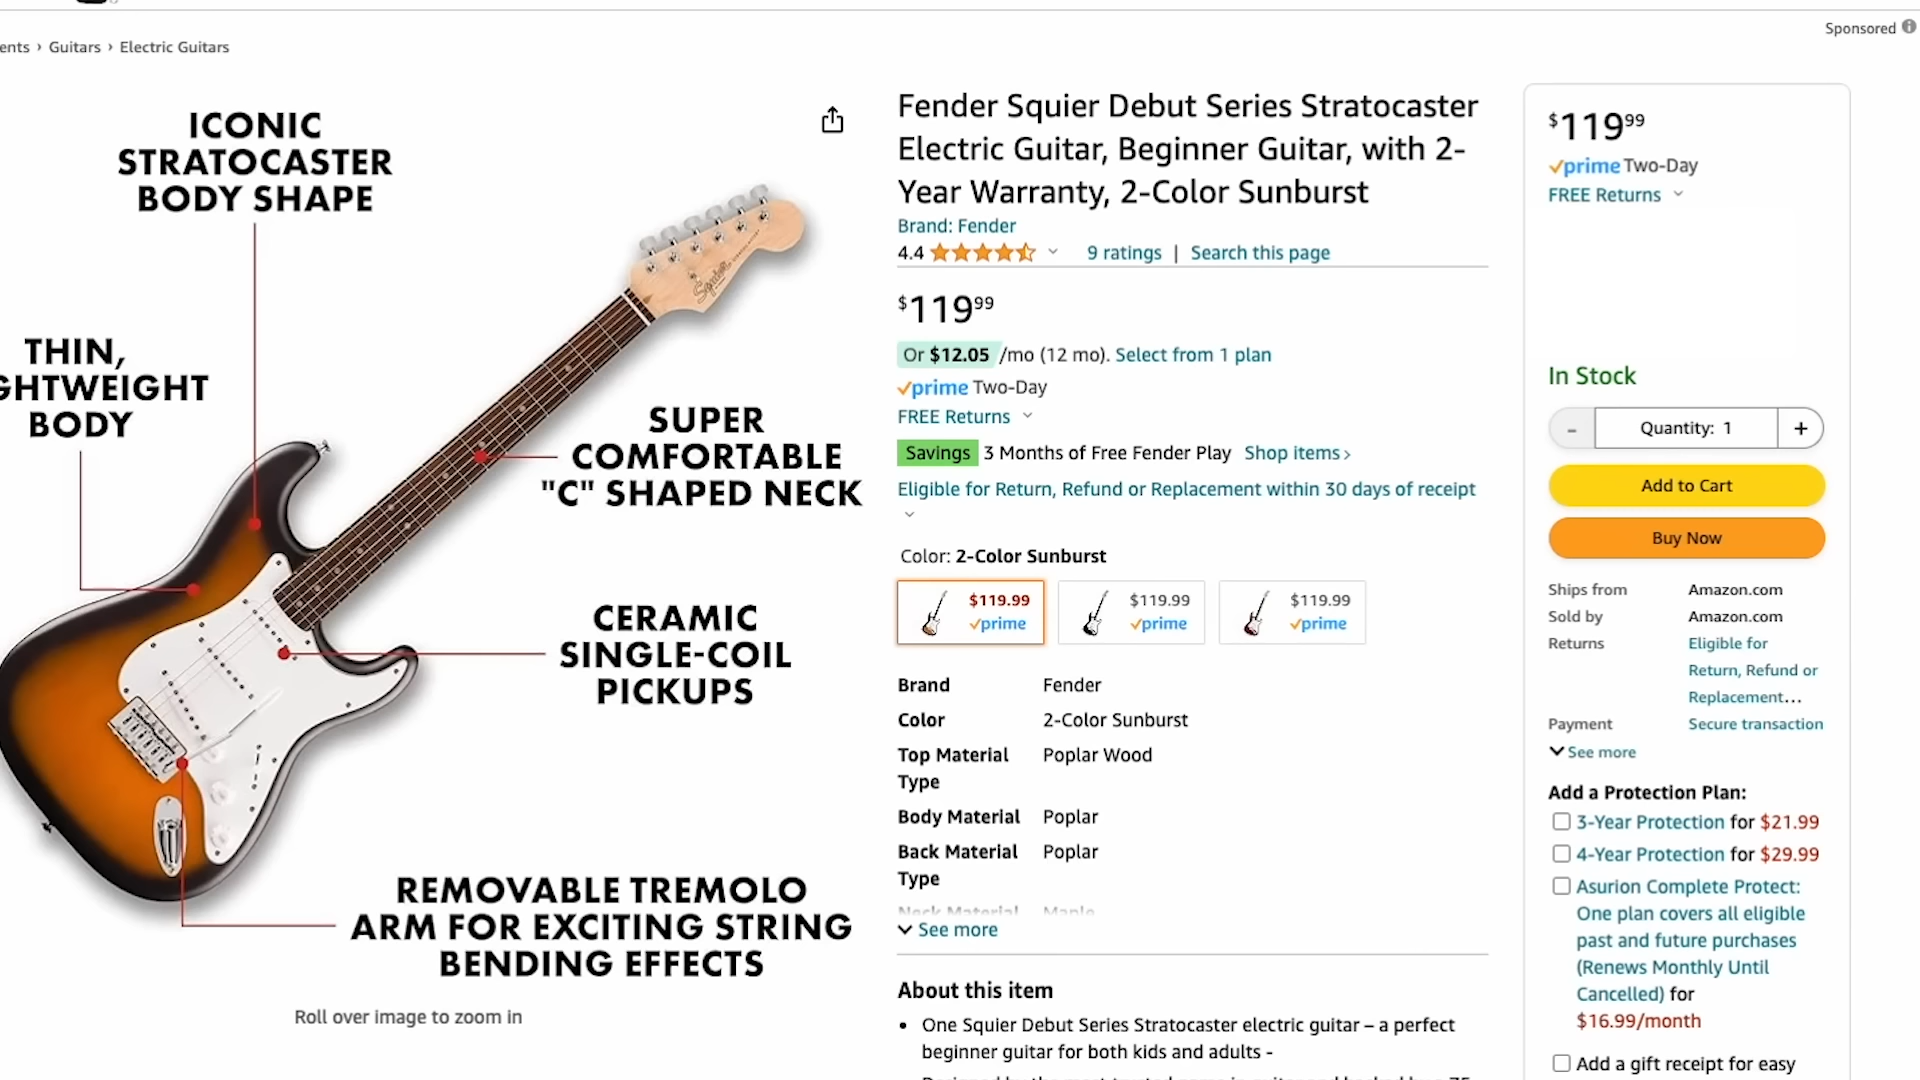 Sponsored
ents › Guitars › Electric Guitars
ICONIC
STRATOCASTER
BODY SHAPE
THIN,
GHTWEIGHT
BODY
SUPER
COMFORTABLE
"C" SHAPED NECK
CERAMIC
SINGLE-COIL
PICKUPS
REMOVABLE TREMOLO
ARM FOR EXCITING STRING
BENDING EFFECTS
Squier
Roll over image to zoom in
Fender Squier Debut Series Stratocaster
Electric Guitar, Beginner Guitar, with 2-
Year Warranty, 2-Color Sunburst
Brand: Fender
4.4 9 ratings | Search this page
$119 99
Or $12.05 /mo (12 mo). Select from 1 plan
prime Two-Day
FREE Returns
Savings 3 Months of Free Fender Play Shop items ›
Eligible for Return, Refund or Replacement within 30 days of receipt
Color: 2-Color Sunburst
$119.99 $119.99 $119.99
prime prime prime
Brand Fender
Color 2-Color Sunburst
Top Material Poplar Wood
Type
Body Material Poplar
Back Material Poplar
Type
Neck Material Maple
See more
About this item
• One Squier Debut Series Stratocaster electric guitar – a perfect
beginner guitar for both kids and adults -
$119 99
prime Two-Day
FREE Returns
In Stock
- Quantity: 1 +
Add to Cart
Buy Now
Ships from Amazon.com
Sold by Amazon.com
Returns Eligible for
Return, Refund or
Replacement…
Payment Secure transaction
See more
Add a Protection Plan:
3-Year Protection for $21.99
4-Year Protection for $29.99
Asurion Complete Protect:
One plan covers all eligible
past and future purchases
(Renews Monthly Until
Cancelled) for
$16.99/month
Add a gift receipt for easy